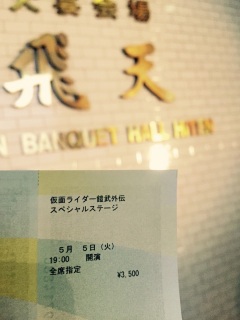 大宴会場
飛天
BANQUET HALL HITEN
仮面ライダー鎧武外伝
スペシャルステージ
5月 5日(火)
19:00 開演
全席指定
¥3,500